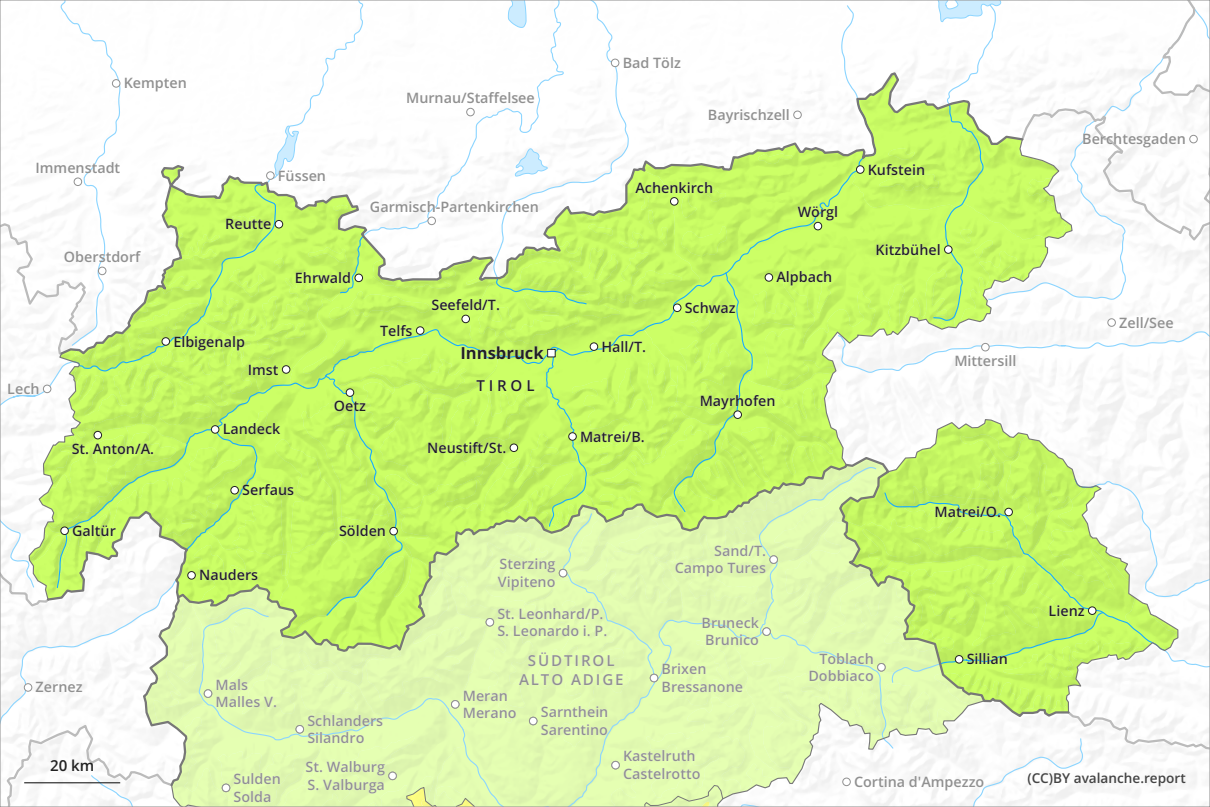 Kempten
Bad Tölz
Murnau/Staffelsee
Bayrischzell
Berchtesgaden
Immenstadt
Füssen
Kufstein
Achenkirch
Garmisch-Partenkirchen
Wörgl
Reutte
Kitzbühel
Oberstdorf
Ehrwald
Alpbach
Seefeld/T.
Schwaz
Zell/See
Telfs
Elbigenalp
Innsbruck
Hall/T.
Mittersill
Imst
TIROL
Lech
Oetz
Mayrhofen
Landeck
Matrei/B.
St. Anton/A.
Neustift/St.
Serfaus
Matrei/O.
Galtür
Sölden
Sand/T.
Campo Tures
Sterzing
Vipiteno
Nauders
Lienz
St. Leonhard/P.
S. Leonardo i. P.
Bruneck
Brunico
Sillian
SÜDTIROL
ALTO ADIGE
Toblach
Dobbiaco
Brixen
Bressanone
Zernez
Mals
Malles V.
Meran
Merano
Sarnthein
Sarentino
Schlanders
Silandro
Kastelruth
Castelrotto
20 km
St. Walburg
S. Valburga
Sulden
Solda
Cortina d'Ampezzo
(CC)BY avalanche.report